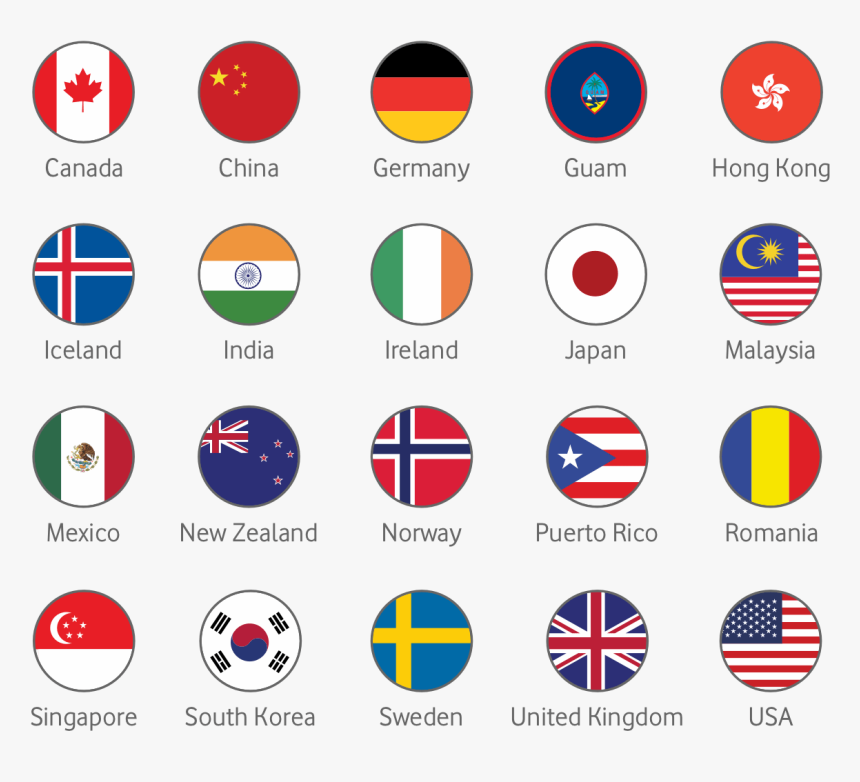 Canada
China
Germany
Guam
Hong Kong
Iceland
India
Ireland
Japan
Malaysia
Mexico
New Zealand
Norway
Puerto Rico
Romania
Singapore
South Korea
Sweden
United Kingdom
USA